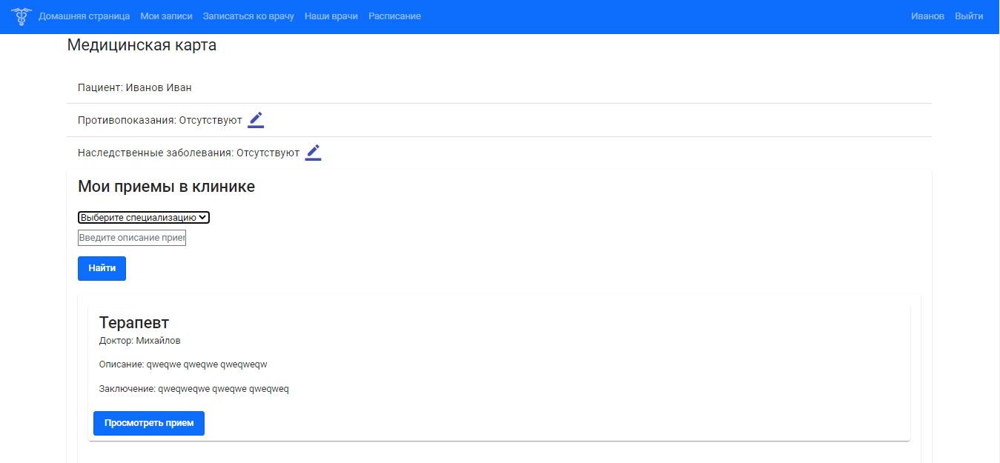 Домашняя страница Мои записи Записаться ко врачу Наши врачи Расписание Иванов Выйти
Медицинская карта
Пациент: Иванов Иван
Противопоказания: Отсутствуют
Наследственные заболевания: Отсутствуют
Мои приемы в клинике
Выберите специализацию
Введите описание прием
Найти
Терапевт
Доктор: Михайлов
Описание: qweqwe qweqwe qweqweqw
Заключение: qweqweqwe qweqwe qweqweq
Просмотреть прием